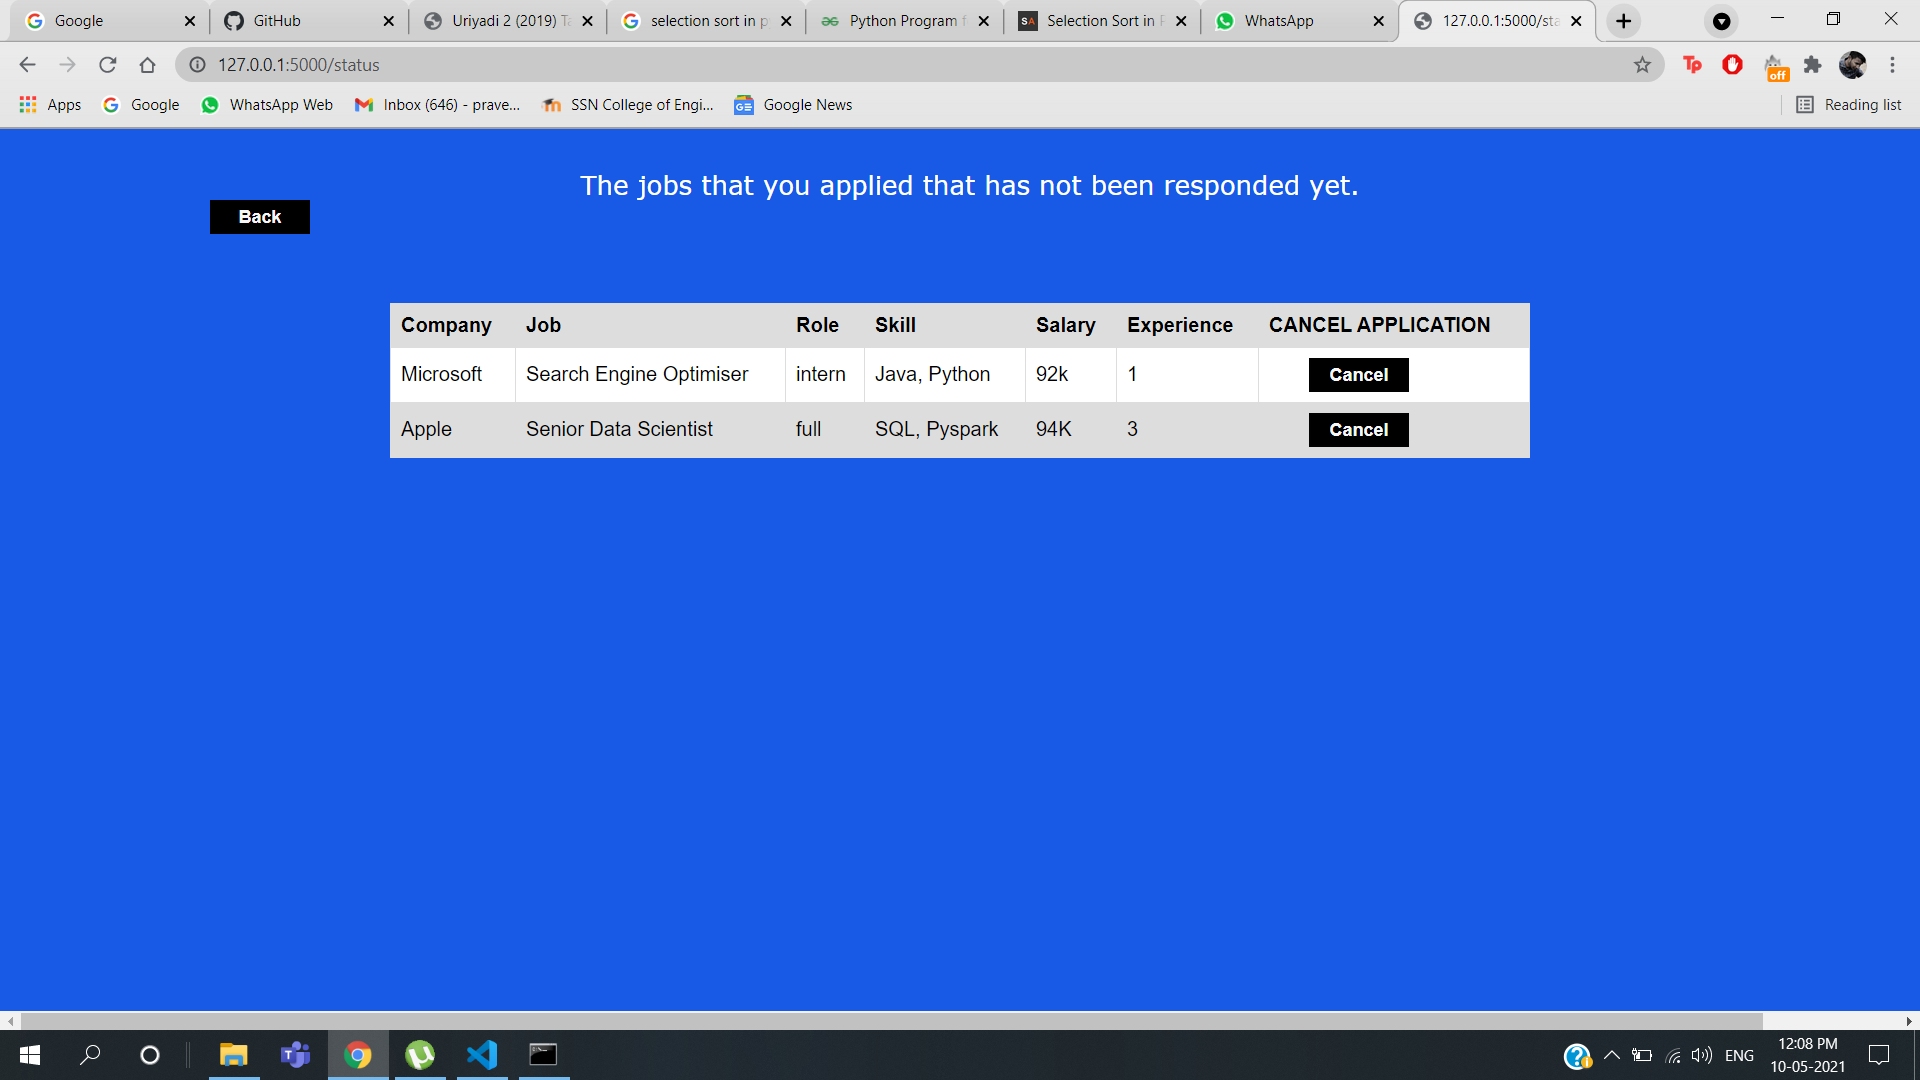 Google
GitHub
Uriyadi 2 (2019) Ta
selection sort in p
Python Program f
SA Selection Sort in P
WhatsApp
127.0.0.1:5000/sta
127.0.0.1:5000/status
Tp
off
Apps
Google
WhatsApp Web
Inbox (646) - prave...
SSN College of Engi...
GE Google News
Reading list
The jobs that you applied that has not been responded yet.
Back
Company Job Role Skill Salary Experience CANCEL APPLICATION
Microsoft Search Engine Optimiser intern Java, Python 92k 1 Cancel
Apple Senior Data Scientist full SQL, Pyspark 94K 3 Cancel
ENG
12:08 PM
10-05-2021